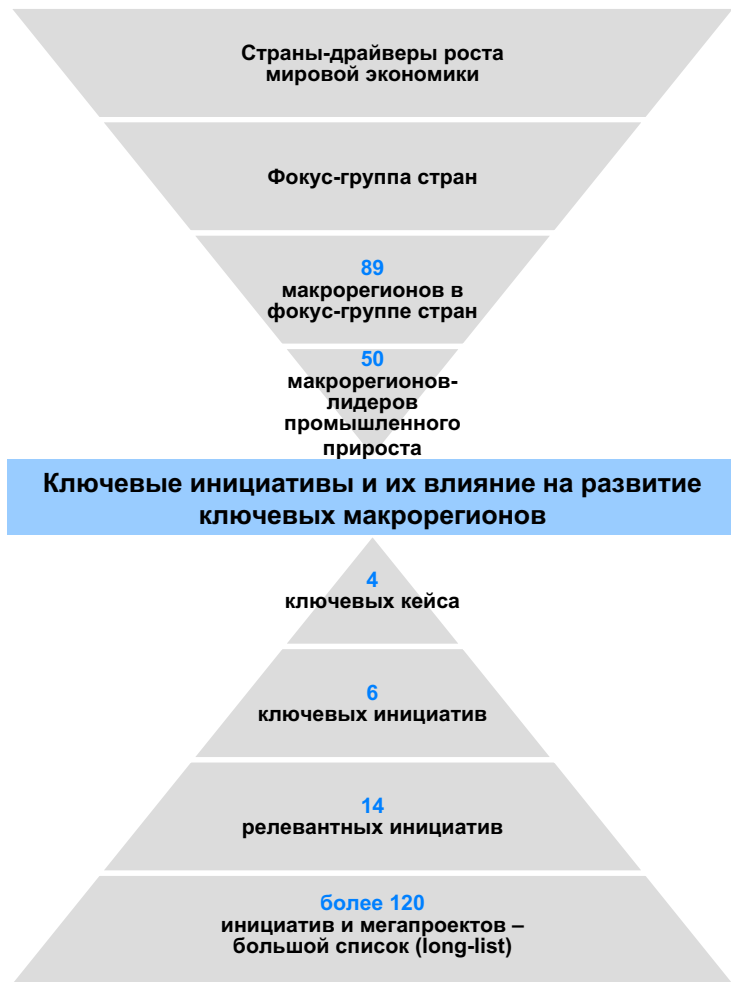 Страны-драйверы роста
мировой экономики
Фокус-группа стран
89
макрорегионов в
фокус-группе стран
50
макрорегионов-
лидеров
промышленного
прироста
Ключевые инициативы и их влияние на развитие
ключевых макрорегионов
4
ключевых кейса
6
ключевых инициатив
14
релевантных инициатив
более 120
инициатив и мегапроектов –
большой список (long-list)